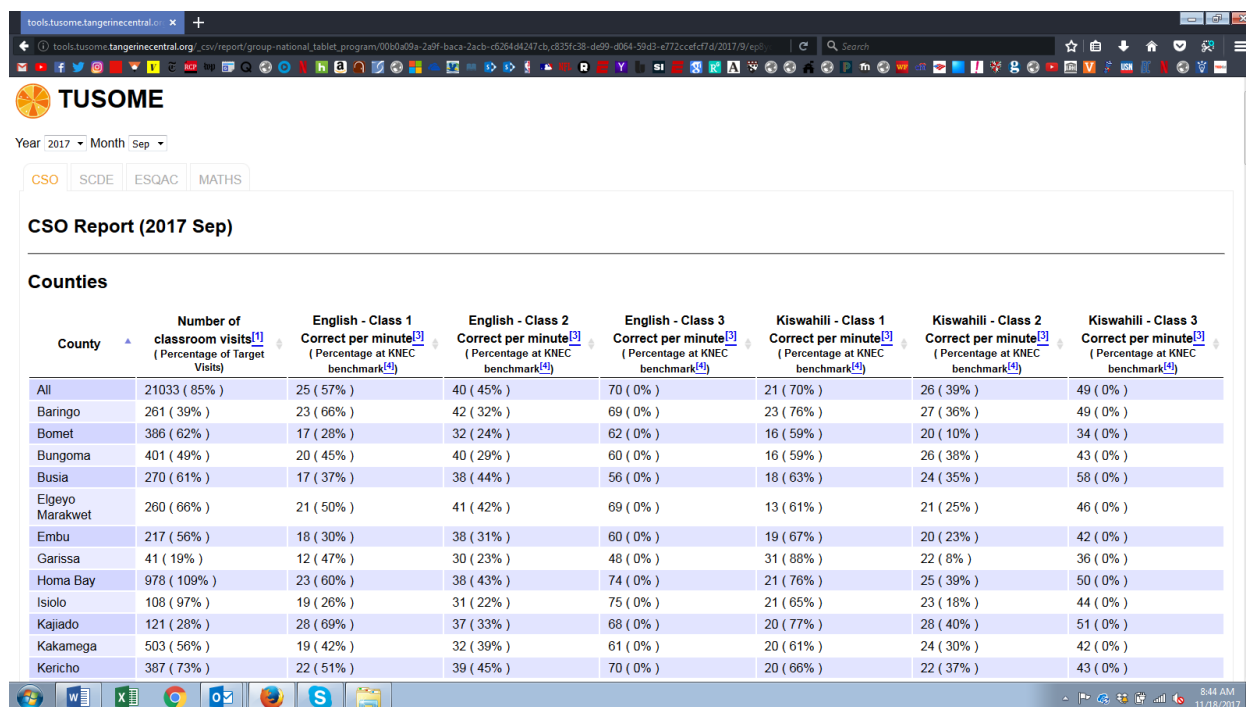 tools.tusome.tangerinecentral.or
tools.tusome.tangerinecentral.org/_csv/report/group-national_tablet_program/00b0a09a-2a9f-baca-2acb-c6264d4247cb,c835fc38-de99-d064-59d3-e772ccefcf7d/2017/9/ep8
Search
TUSOME
Year 2017 Month Sep
CSO SCDE ESQAC MATHS
CSO Report (2017 Sep)
Counties
County
Number of classroom visits[1] ( Percentage of Target Visits)
English - Class 1 Correct per minute[3] ( Percentage at KNEC benchmark[4])
English - Class 2 Correct per minute[3] ( Percentage at KNEC benchmark[4])
English - Class 3 Correct per minute[3] ( Percentage at KNEC benchmark[4])
Kiswahili - Class 1 Correct per minute[3] ( Percentage at KNEC benchmark[4])
Kiswahili - Class 2 Correct per minute[3] ( Percentage at KNEC benchmark[4])
Kiswahili - Class 3 Correct per minute[3] ( Percentage at KNEC benchmark[4])
All 21033 ( 85% ) 25 ( 57% ) 40 ( 45% ) 70 ( 0% ) 21 ( 70% ) 26 ( 39% ) 49 ( 0% )
Baringo 261 ( 39% ) 23 ( 66% ) 42 ( 32% ) 69 ( 0% ) 23 ( 76% ) 27 ( 36% ) 49 ( 0% )
Bomet 386 ( 62% ) 17 ( 28% ) 32 ( 24% ) 62 ( 0% ) 16 ( 59% ) 20 ( 10% ) 34 ( 0% )
Bungoma 401 ( 49% ) 20 ( 45% ) 40 ( 29% ) 60 ( 0% ) 16 ( 59% ) 26 ( 38% ) 43 ( 0% )
Busia 270 ( 61% ) 17 ( 37% ) 38 ( 44% ) 56 ( 0% ) 18 ( 63% ) 24 ( 35% ) 58 ( 0% )
Elgeyo Marakwet 260 ( 66% ) 21 ( 50% ) 41 ( 42% ) 69 ( 0% ) 13 ( 61% ) 21 ( 25% ) 46 ( 0% )
Embu 217 ( 56% ) 18 ( 30% ) 38 ( 31% ) 60 ( 0% ) 19 ( 67% ) 20 ( 23% ) 42 ( 0% )
Garissa 41 ( 19% ) 12 ( 47% ) 30 ( 23% ) 48 ( 0% ) 31 ( 88% ) 22 ( 8% ) 36 ( 0% )
Homa Bay 978 ( 109% ) 23 ( 60% ) 38 ( 43% ) 74 ( 0% ) 21 ( 76% ) 25 ( 39% ) 50 ( 0% )
Isiolo 108 ( 97% ) 19 ( 26% ) 31 ( 22% ) 75 ( 0% ) 21 ( 65% ) 23 ( 18% ) 44 ( 0% )
Kajiado 121 ( 28% ) 28 ( 69% ) 37 ( 33% ) 68 ( 0% ) 20 ( 77% ) 28 ( 40% ) 51 ( 0% )
Kakamega 503 ( 56% ) 19 ( 42% ) 32 ( 39% ) 61 ( 0% ) 20 ( 61% ) 24 ( 30% ) 42 ( 0% )
Kericho 387 ( 73% ) 22 ( 51% ) 39 ( 45% ) 70 ( 0% ) 20 ( 66% ) 22 ( 37% ) 43 ( 0% )
8:44 AM
11/18/2017